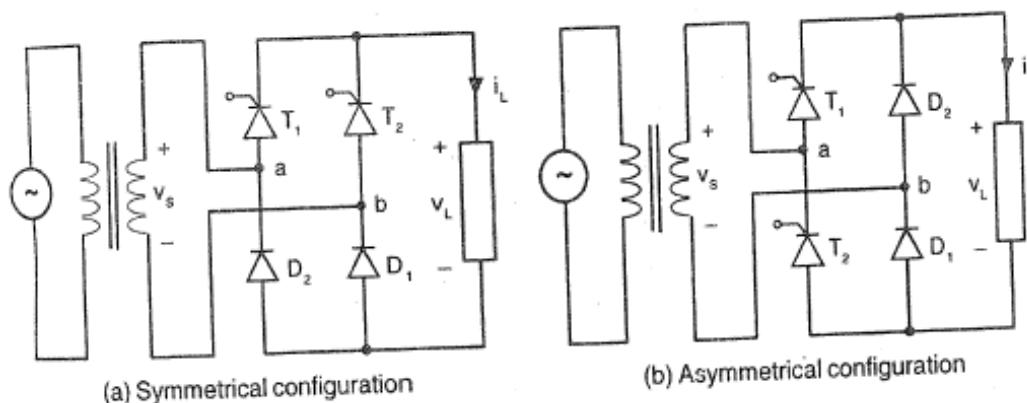 T1
T2
iL
a
b
+
vs
−
+
vL
−
D2
D1
~
(a) Symmetrical configuration
T1
D2
i
a
b
+
vs
−
+
vL
−
T2
D1
~
(b) Asymmetrical configuration